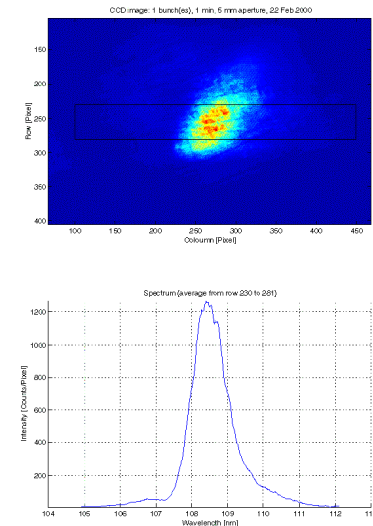 CCD image: 1 bunch(es), 1 min, 5 mm aperture, 22 Feb 2000
150
200
250
300
350
400
Row [Pixel]
100 150 200 250 300 350 400 450
Coloumn [Pixel]
Spectrum (average from row 230 to 281)
1200
1000
800
600
400
200
Intensity [Counts/Pixel]
104 105 106 107 108 109 110 111 112 113
Wavelength [nm]